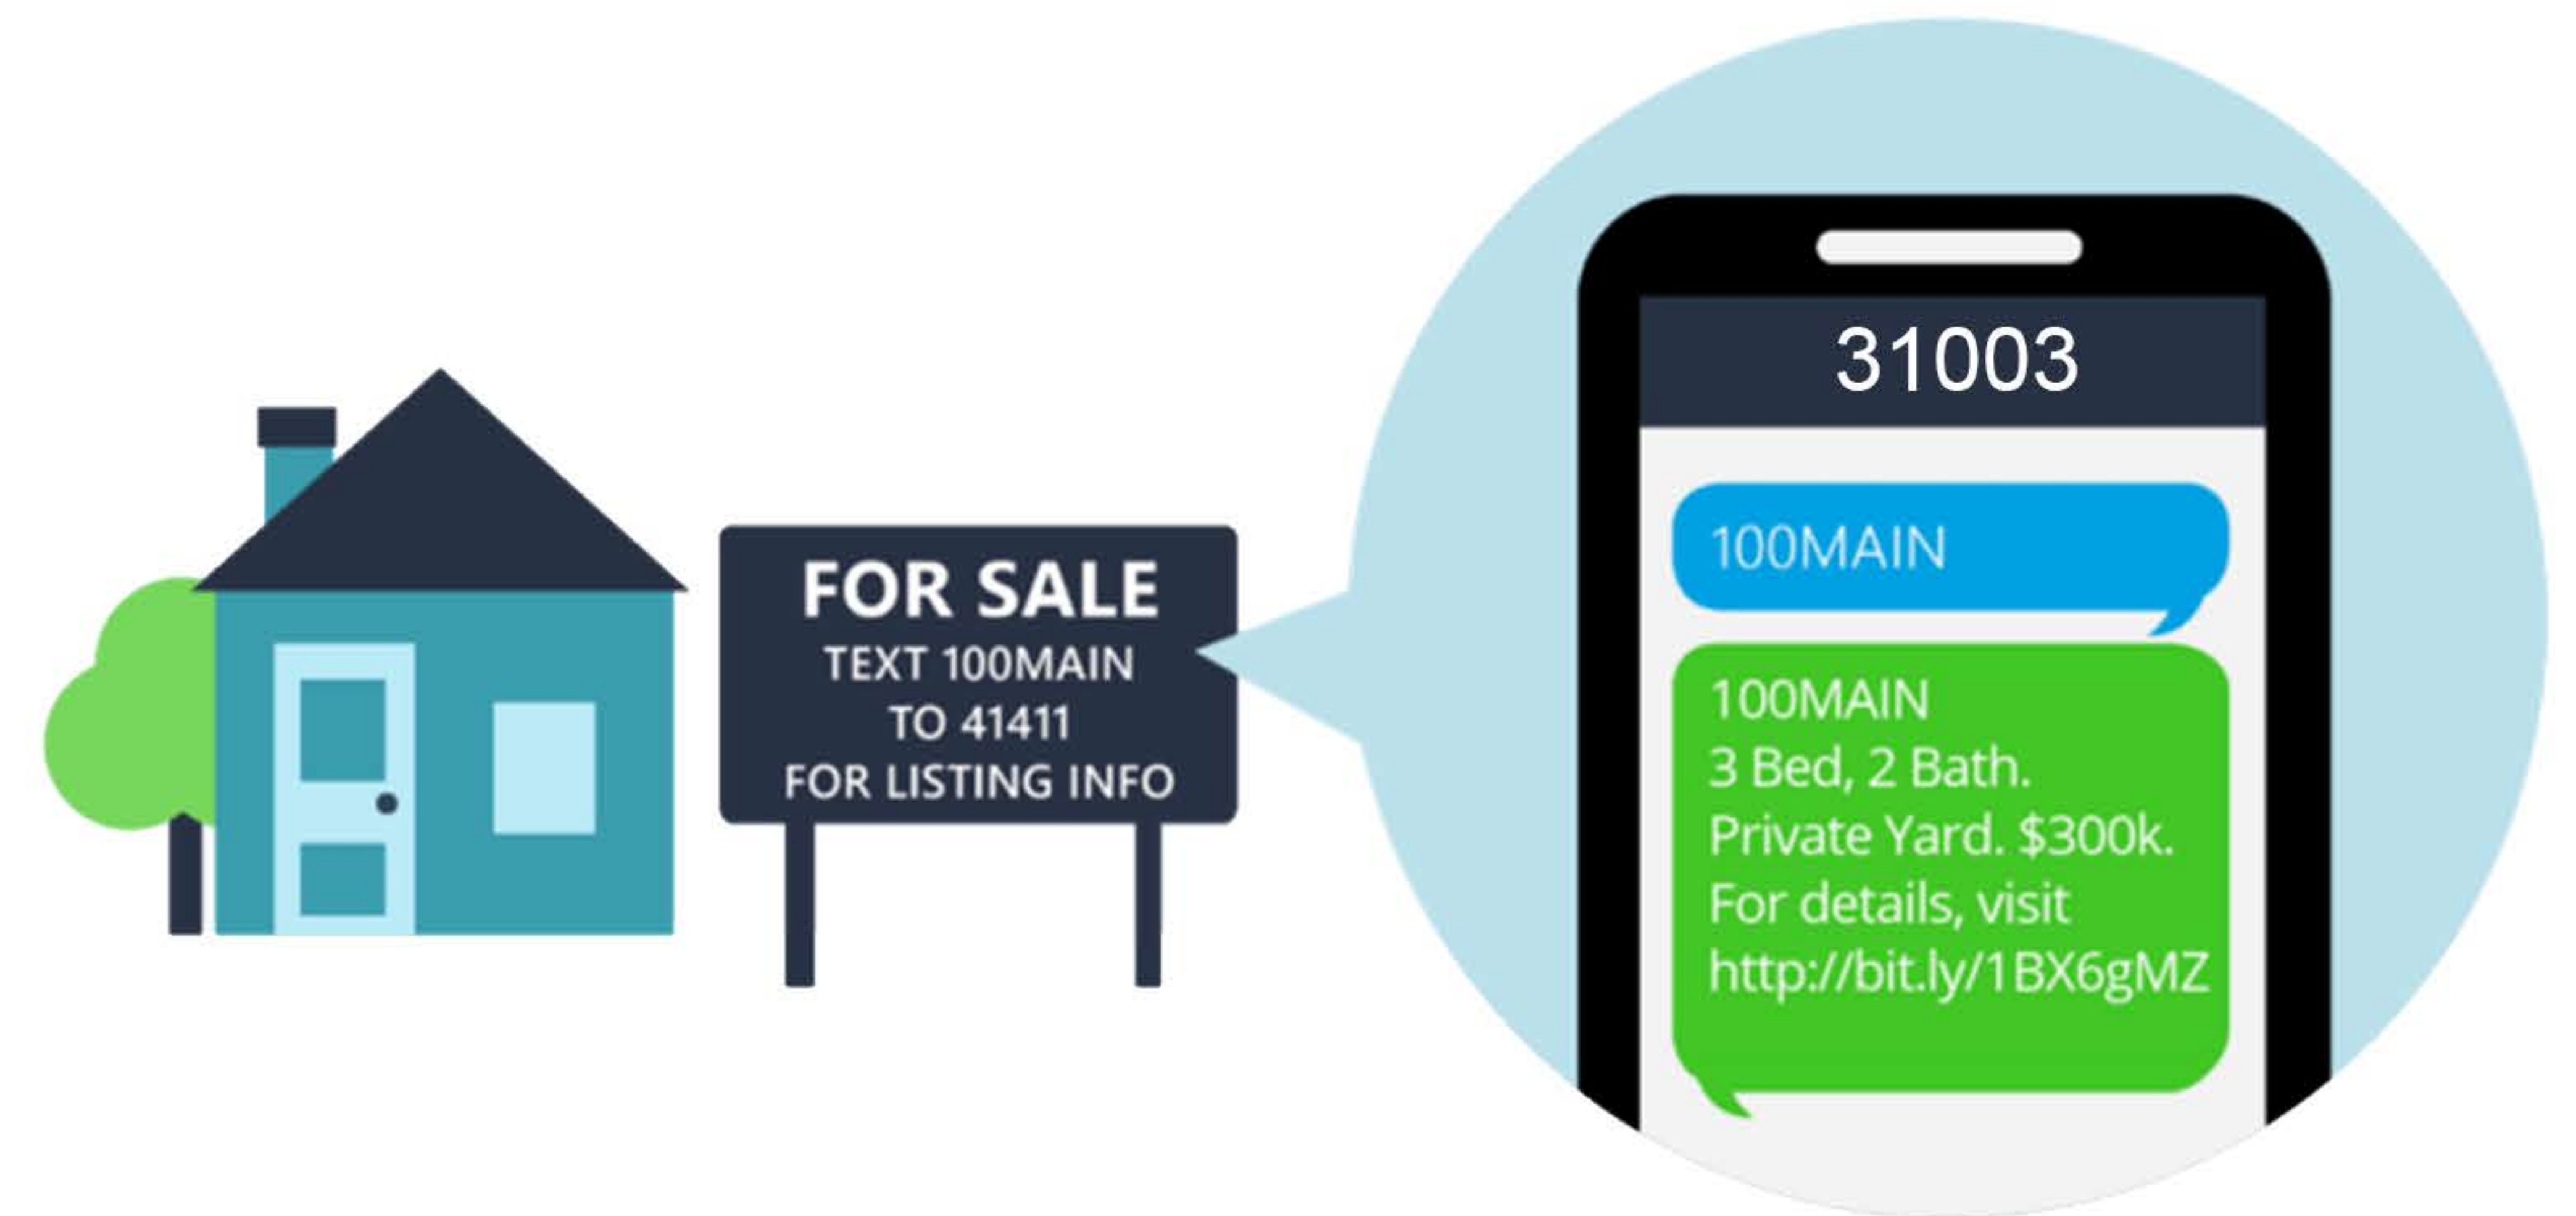 FOR SALE
TEXT 100MAIN
TO 41411
FOR LISTING INFO
31003
100MAIN
100MAIN
3 Bed, 2 Bath.
Private Yard. $300k.
For details, visit
http://bit.ly/1BX6gMZ